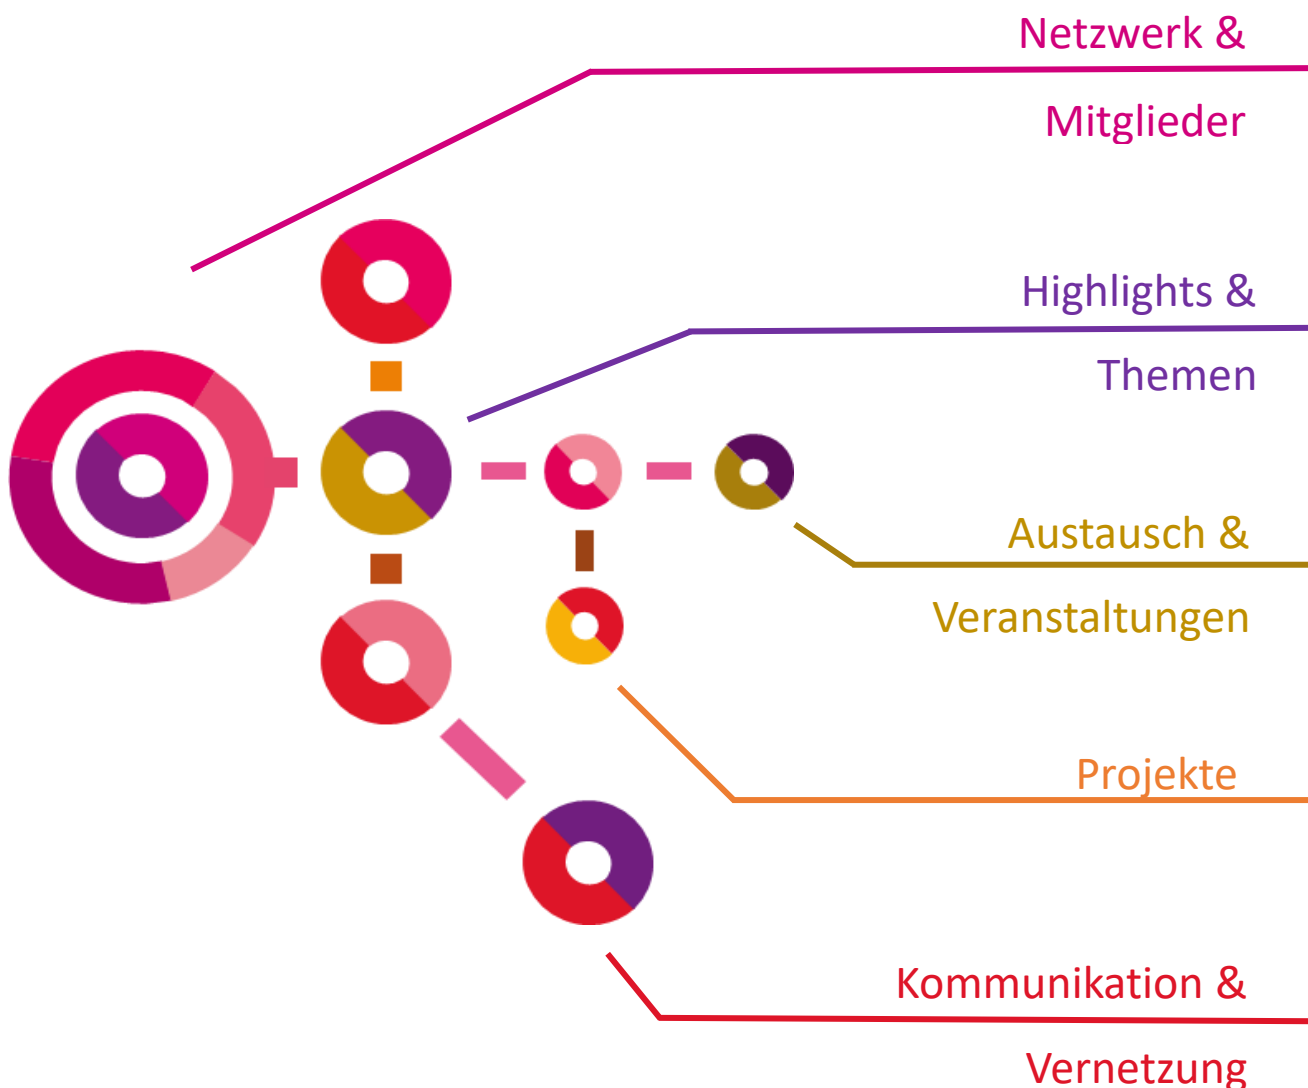 Netzwerk &
Mitglieder
Highlights &
Themen
Austausch &
Veranstaltungen
Projekte
Kommunikation &
Vernetzung